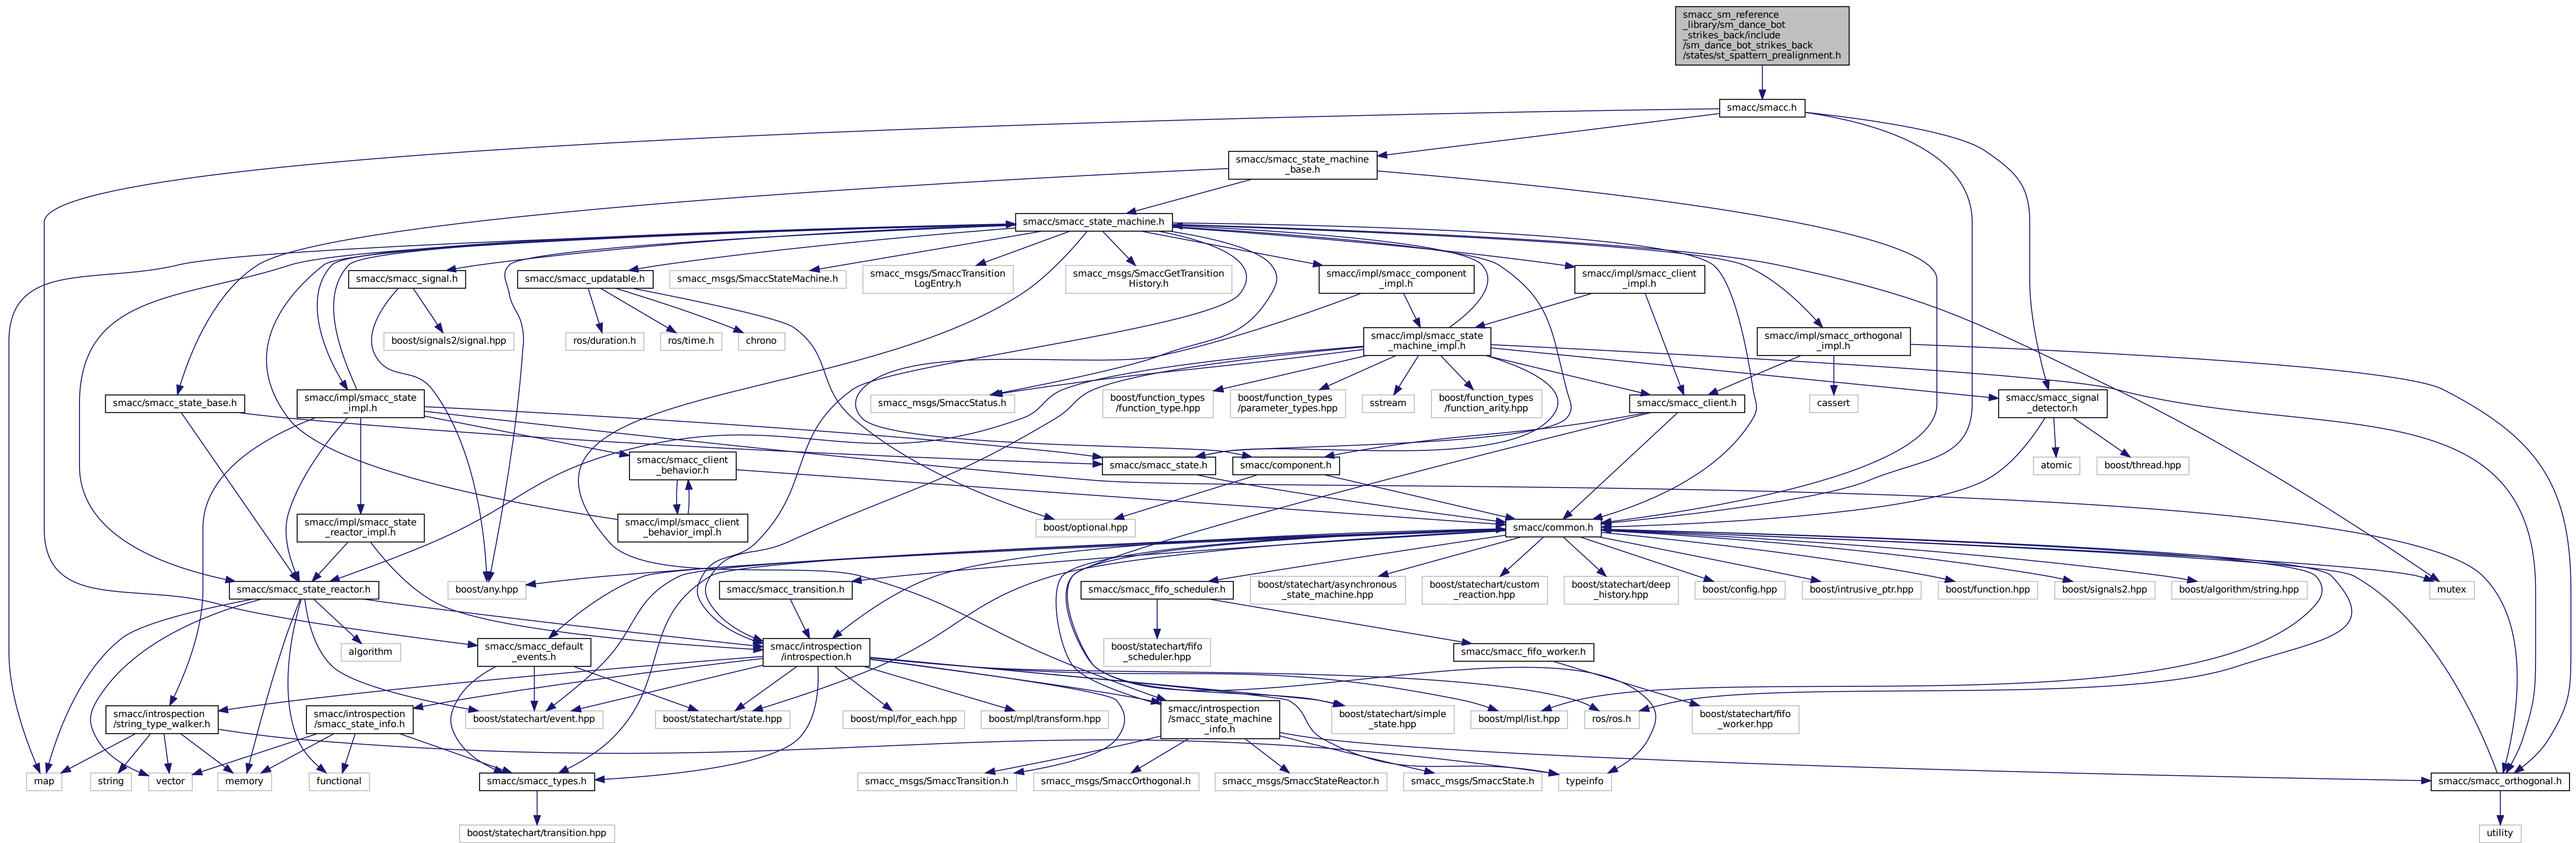 smacc_sm_reference
_library/sm_dance_bot
_strikes_back/include
/sm_dance_bot_strikes_back
/states/st_spattern_prealignment.h
smacc/smacc.h
smacc/smacc_state_machine
_base.h
smacc/smacc_state_machine.h
smacc/smacc_signal.h
smacc/smacc_updatable.h
smacc_msgs/SmaccStateMachine.h
smacc_msgs/SmaccTransition
LogEntry.h
smacc_msgs/SmaccGetTransition
History.h
smacc/impl/smacc_component
_impl.h
smacc/impl/smacc_client
_impl.h
boost/signals2/signal.hpp
ros/duration.h
ros/time.h
chrono
smacc/impl/smacc_state
_machine_impl.h
smacc/impl/smacc_orthogonal
_impl.h
smacc/smacc_state_base.h
smacc/impl/smacc_state
_impl.h
smacc_msgs/SmaccStatus.h
boost/function_types
/function_type.hpp
boost/function_types
/parameter_types.hpp
sstream
boost/function_types
/function_arity.hpp
smacc/smacc_client.h
cassert
smacc/smacc_signal
_detector.h
smacc/smacc_client
_behavior.h
smacc/smacc_state.h
smacc/component.h
atomic
boost/thread.hpp
smacc/impl/smacc_state
_reactor_impl.h
smacc/impl/smacc_client
_behavior_impl.h
boost/optional.hpp
smacc/common.h
smacc/smacc_state_reactor.h
boost/any.hpp
smacc/smacc_transition.h
smacc/smacc_fifo_scheduler.h
boost/statechart/asynchronous
_state_machine.hpp
boost/statechart/custom
_reaction.hpp
boost/statechart/deep
_history.hpp
boost/config.hpp
boost/intrusive_ptr.hpp
boost/function.hpp
boost/signals2.hpp
boost/algorithm/string.hpp
mutex
algorithm
smacc/smacc_default
_events.h
smacc/introspection
/introspection.h
boost/statechart/fifo
_scheduler.hpp
smacc/smacc_fifo_worker.h
smacc/introspection
/string_type_walker.h
smacc/introspection
/smacc_state_info.h
boost/statechart/event.hpp
boost/statechart/state.hpp
boost/mpl/for_each.hpp
boost/mpl/transform.hpp
smacc/introspection
/smacc_state_machine
_info.h
boost/statechart/simple
_state.hpp
boost/mpl/list.hpp
ros/ros.h
boost/statechart/fifo
_worker.hpp
map
string
vector
memory
functional
smacc/smacc_types.h
smacc_msgs/SmaccTransition.h
smacc_msgs/SmaccOrthogonal.h
smacc_msgs/SmaccStateReactor.h
smacc_msgs/SmaccState.h
typeinfo
smacc/smacc_orthogonal.h
boost/statechart/transition.hpp
utility